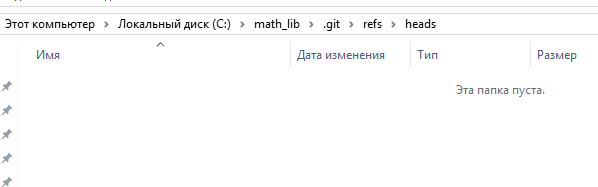 Этот компьютер > Локальный диск (C:) > math_lib > .git > refs > heads
Имя Дата изменения Тип Размер
Эта папка пуста.